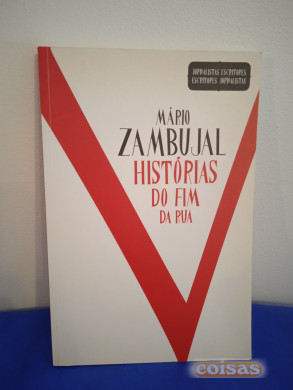 JORNALISTAS ESCRITORES,
ESCRITORES JORNALISTAS
MÁRIO
ZAMBUJAL
HISTÓRIAS
DO FIM
DA RUA
coisas